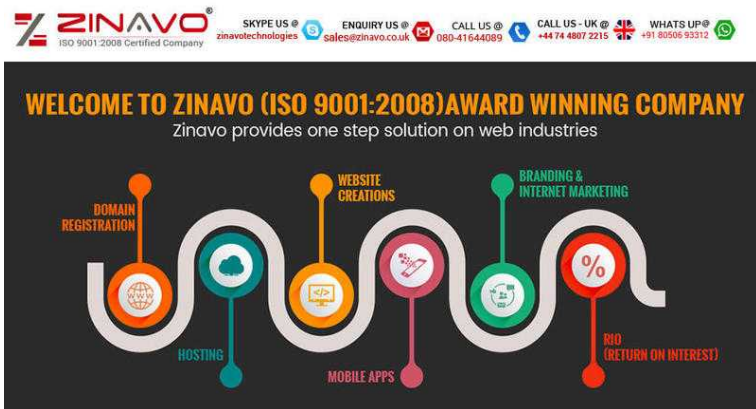 ZINAVO®
ISO 9001:2008 Certified Company
SKYPE US @
zinavotechnologies
ENQUIRY US @
sales@zinavo.co.uk
CALL US @
080-41644089
CALL US - UK @
+44 74 4807 2215
WHATS UP@
+91 80506 93312
WELCOME TO ZINAVO (ISO 9001:2008)AWARD WINNING COMPANY
Zinavo provides one step solution on web industries
DOMAIN
REGISTRATION
WEBSITE
CREATIONS
BRANDING &
INTERNET MARKETING
WWW
</>
%
HOSTING
MOBILE APPS
RIO
(RETURN ON INTEREST)